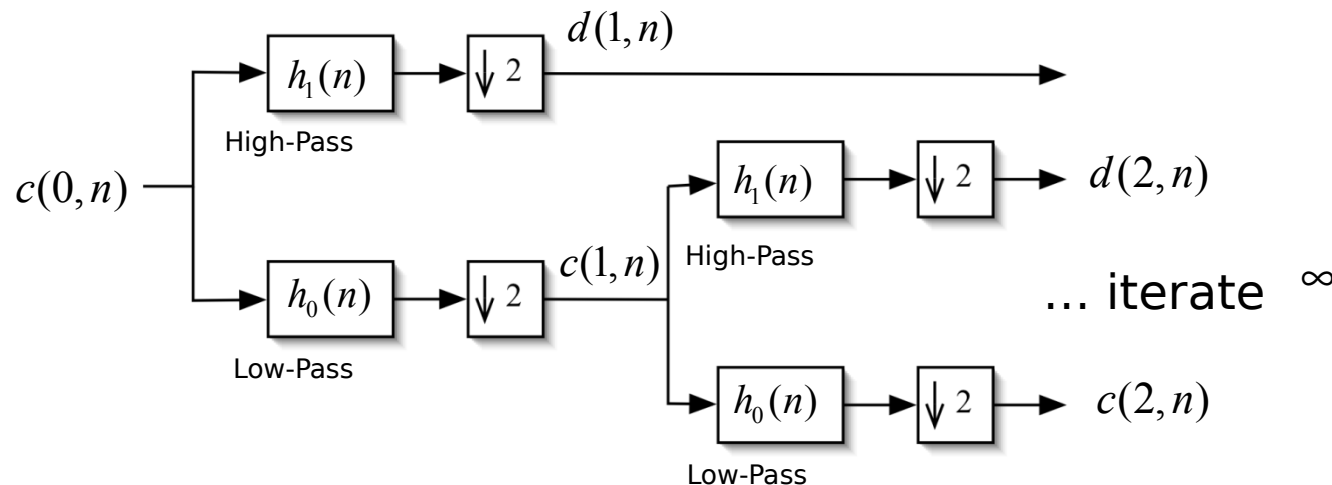 d(1,n)
h₁(n)
↓ 2
High-Pass
c(0,n)
h₁(n)
↓ 2
d(2,n)
High-Pass
c(1,n)
h₀(n)
↓ 2
Low-Pass
... iterate ∞
h₀(n)
↓ 2
c(2,n)
Low-Pass